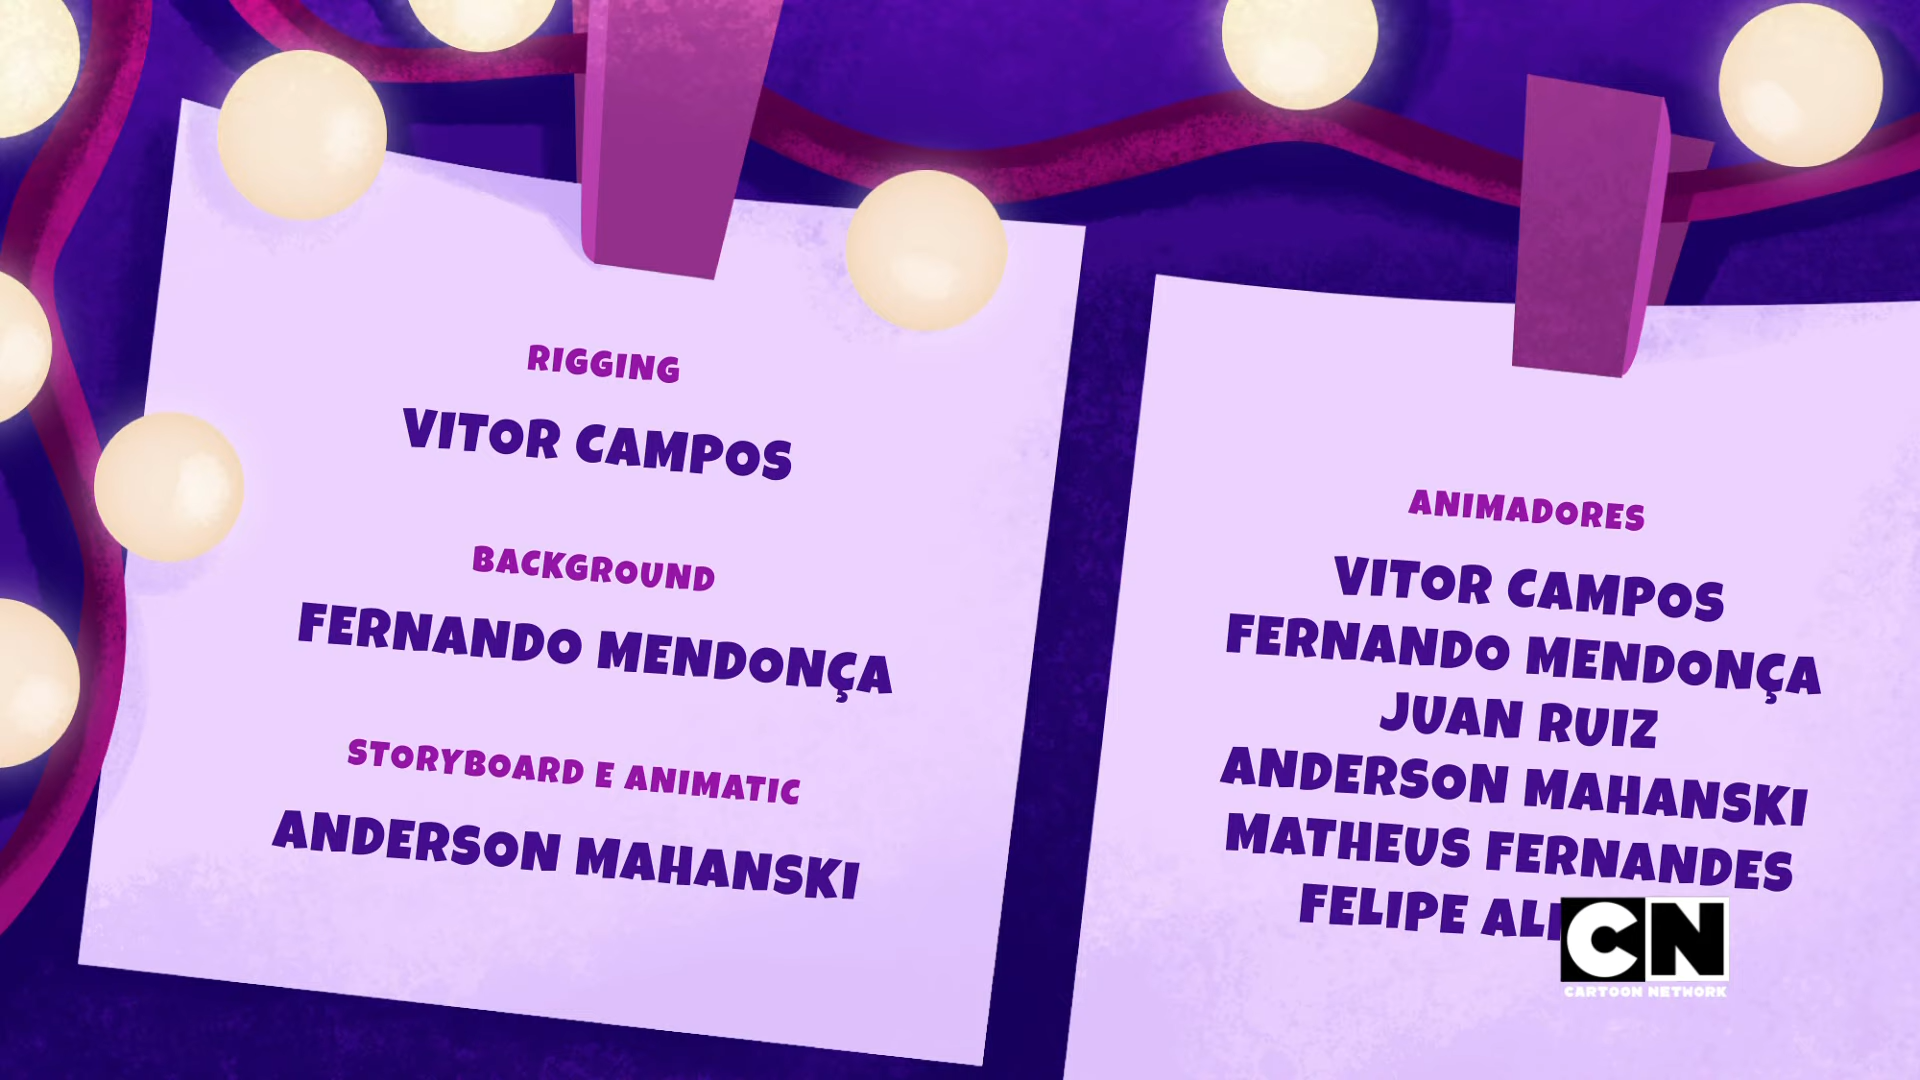 RIGGING
VITOR CAMPOS
BACKGROUND
FERNANDO MENDONÇA
STORYBOARD E ANIMATIC
ANDERSON MAHANSKI
ANIMADORES
VITOR CAMPOS
FERNANDO MENDONÇA
JUAN RUIZ
ANDERSON MAHANSKI
MATHEUS FERNANDES
FELIPE
CN
CARTOON NETWORK